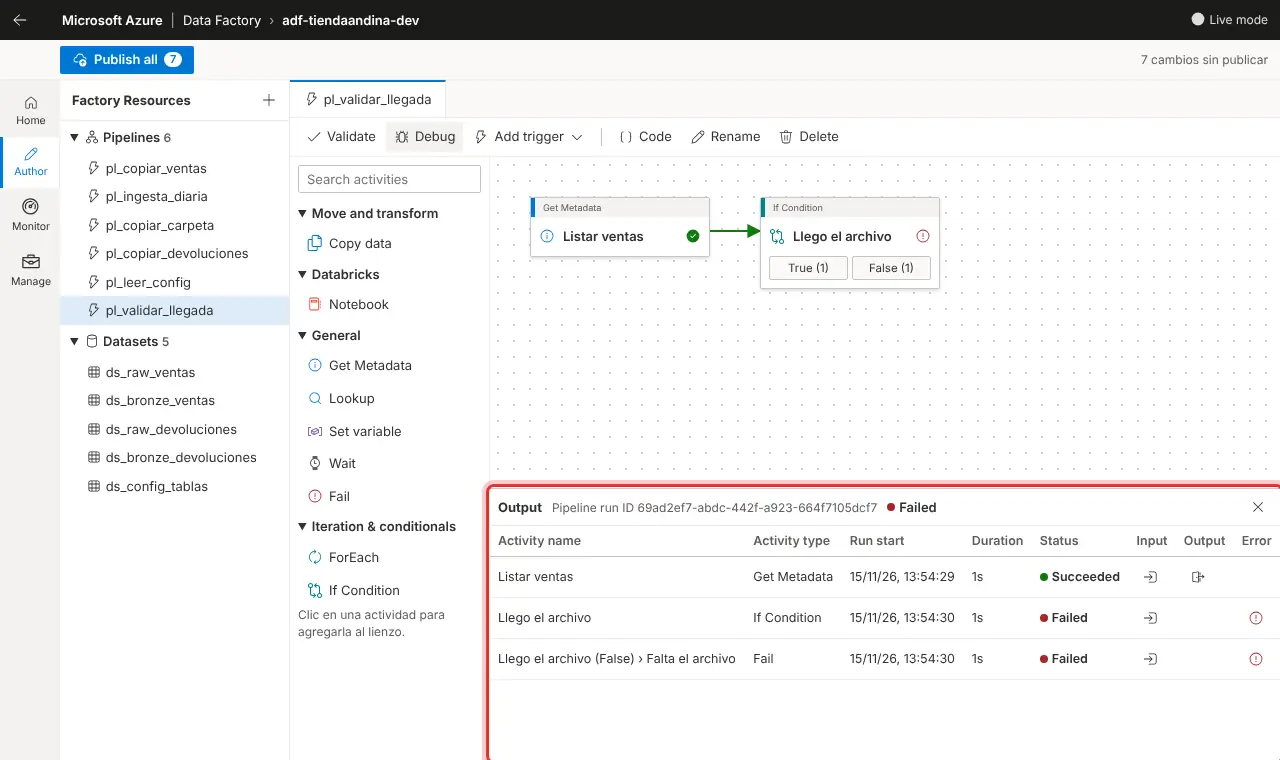 Microsoft Azure | Data Factory › adf-tiendaandina-dev
Live mode
Publish all 7
7 cambios sin publicar
Home
Author
Monitor
Manage
Factory Resources
Pipelines 6
pl_copiar_ventas
pl_ingesta_diaria
pl_copiar_carpeta
pl_copiar_devoluciones
pl_leer_config
pl_validar_llegada
Datasets 5
ds_raw_ventas
ds_bronze_ventas
ds_raw_devoluciones
ds_bronze_devoluciones
ds_config_tablas
pl_validar_llegada
Validate Debug Add trigger Code Rename Delete
Search activities
Move and transform
Copy data
Databricks
Notebook
General
Get Metadata
Lookup
Set variable
Wait
Fail
Iteration & conditionals
ForEach
If Condition
Clic en una actividad para
agregarla al lienzo.
Get Metadata
Listar ventas
If Condition
Llego el archivo
True (1) False (1)
Output Pipeline run ID 69ad2ef7-abdc-442f-a923-664f7105dcf7 Failed
Activity name Activity type Run start Duration Status Input Output Error
Listar ventas Get Metadata 15/11/26, 13:54:29 1s Succeeded
Llego el archivo If Condition 15/11/26, 13:54:30 1s Failed
Llego el archivo (False) › Falta el archivo Fail 15/11/26, 13:54:30 1s Failed